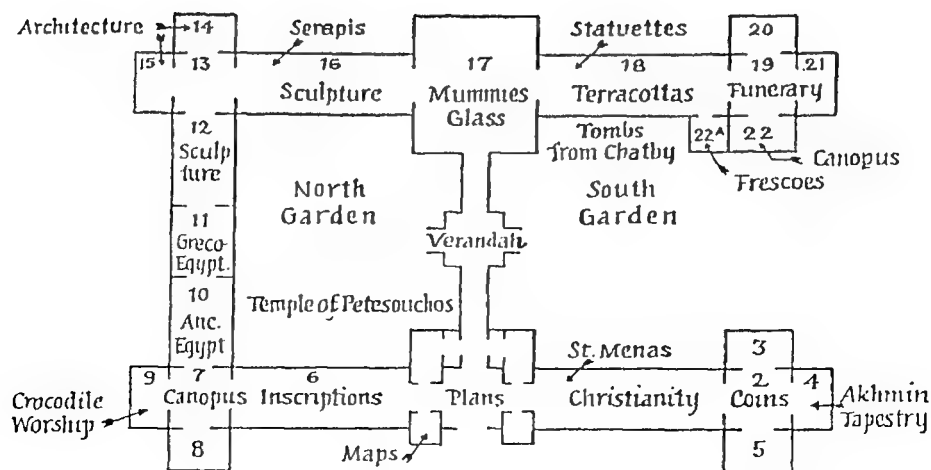 Architecture
14
Serapis
Statuettes
20
15
13
16
17
18
19
21
Sculpture
Mummies
Glass
Terracottas
Funerary
12
Sculp
ture
Tombs
from Chatby
22A
22
Canopus
Frescoes
North
Garden
South
Garden
11
Greco-
Egypt.
Verandah
10
Anc.
Egypt
Temple of Petesouchos
St. Menas
3
9
7
6
2
4
Crocodile
Worship
Canopus
Inscriptions
Plans
Christianity
Coins
Akhmin
Tapestry
8
Maps
5